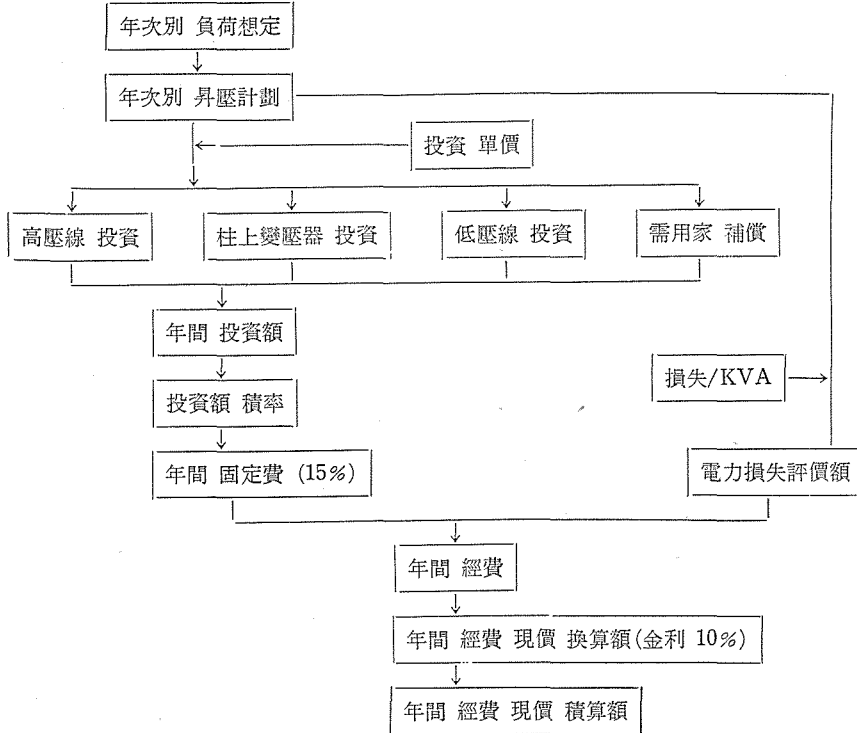 年次別 負荷想定
年次別 昇壓計劃
投資 單價
高壓線 投資
柱上變壓器 投資
低壓線 投資
需用家 補償
年間 投資額
損失/KVA
投資額 積率
年間 固定費 (15%)
電力損失評價額
年間 經費
年間 經費 現價 換算額(金利 10%)
年間 經費 現價 積算額